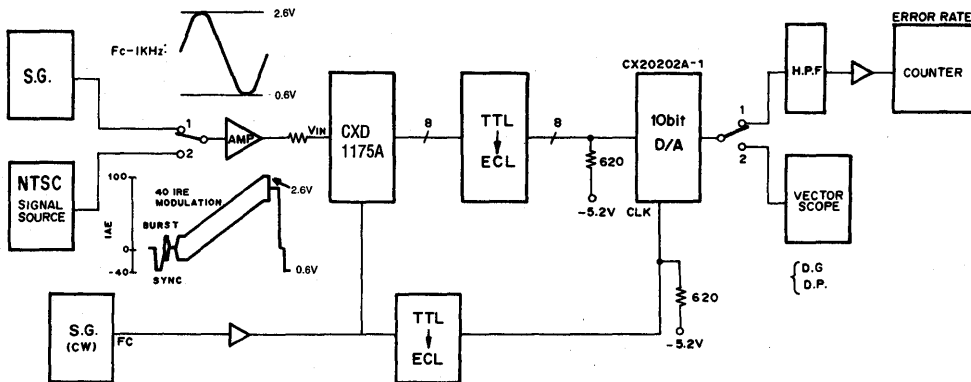 2.6V
Fc-1KHz:
0.6V
ERROR RATE
S.G.
CX20202A-1
H.P.F
COUNTER
1
2
AMP
VIN
CXD
1175A
8
TTL
ECL
8
620
-5.2V
10bit
D/A
CLK
1
2
NTSC
SIGNAL
SOURCE
100
0
-40
IAE
40 IRE
MODULATION
2.6V
BURST
SYNC
0.6V
VECTOR
SCOPE
D.G
D.P.
S.G.
(CW)
FC
TTL
ECL
620
-5.2V